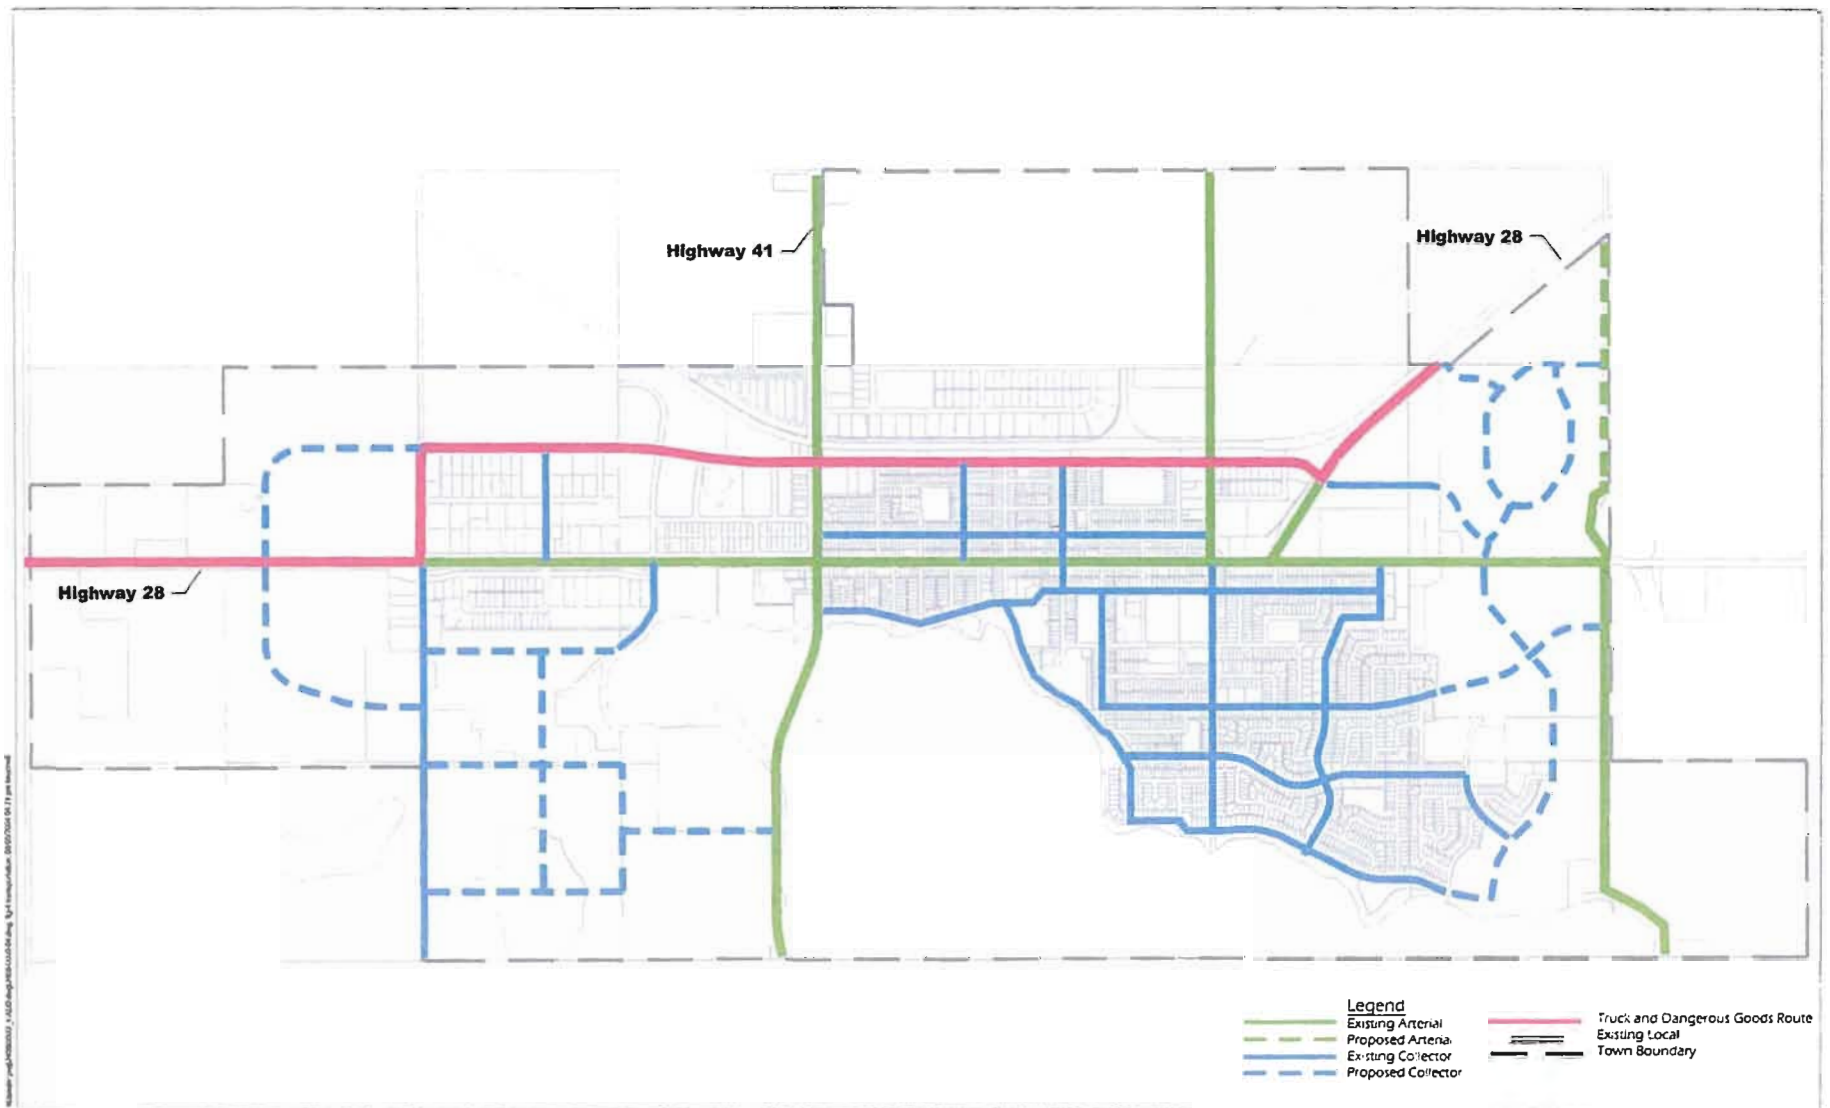 Highway 41
Highway 28
Highway 28
Legend
Existing Arterial
Proposed Arterial
Existing Collector
Proposed Collector
Truck and Dangerous Goods Route
Existing Local
Town Boundary